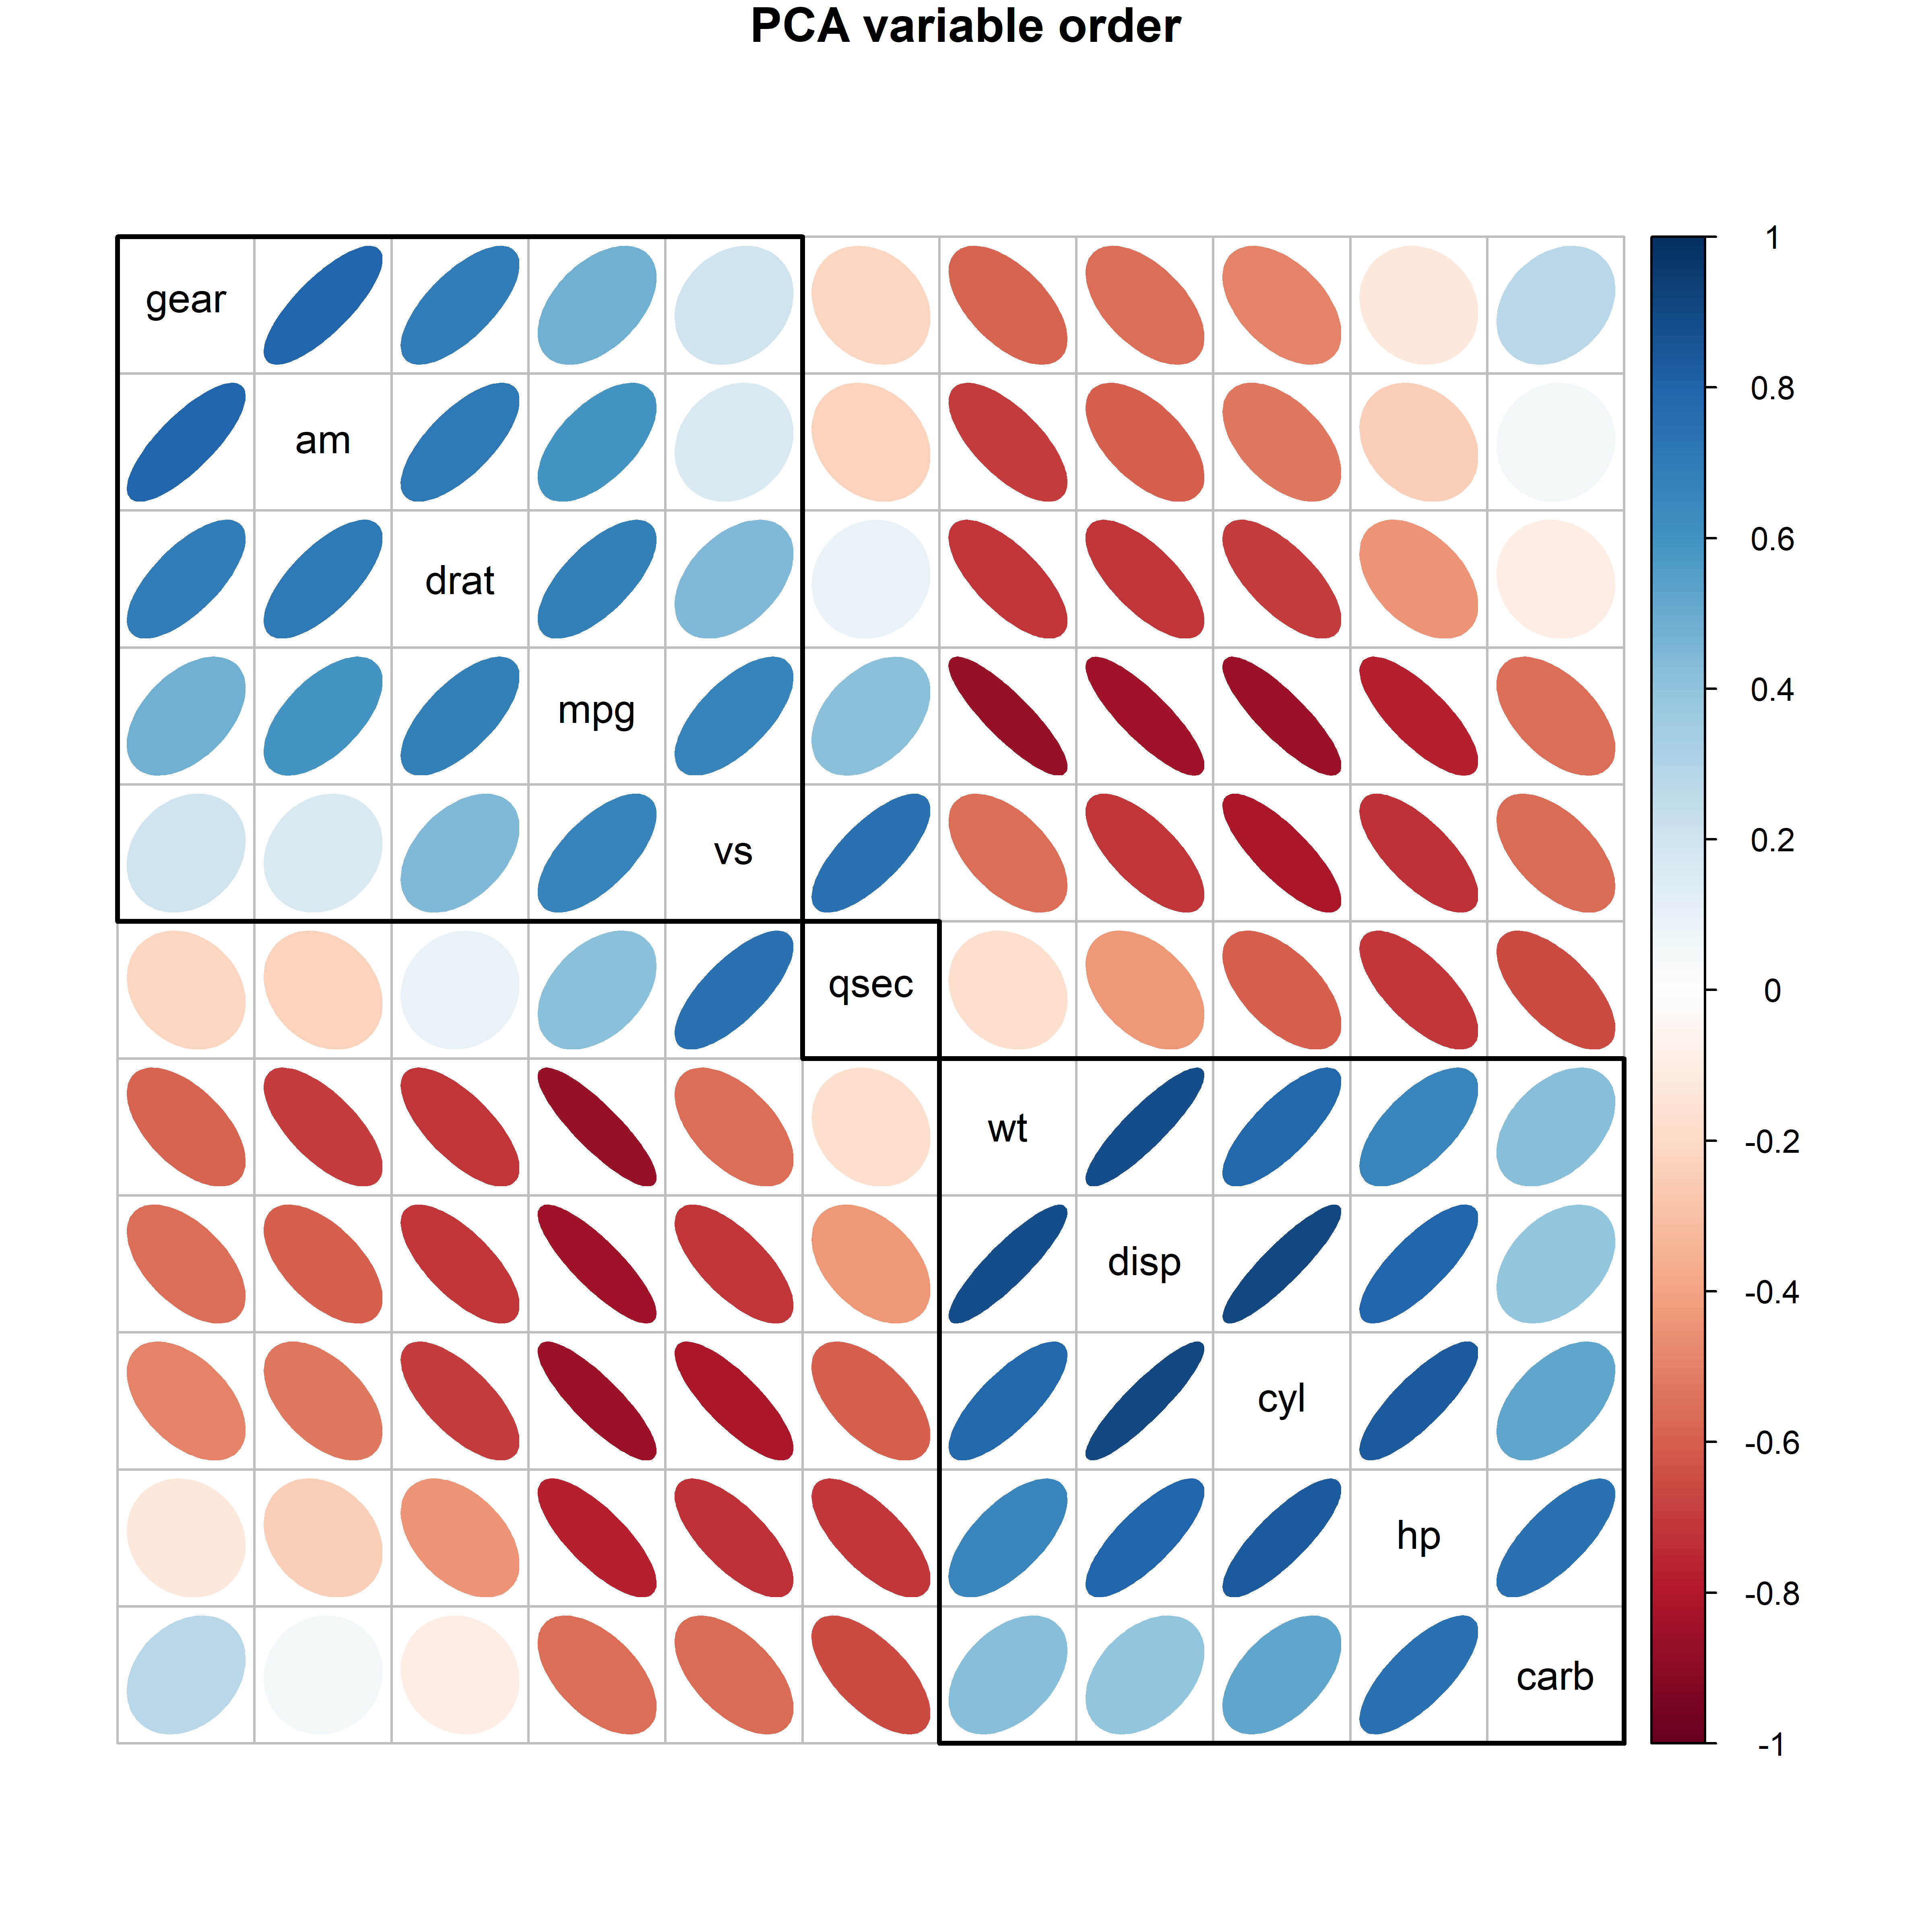 PCA variable order
gear
am
drat
mpg
vs
qsec
wt
disp
cyl
hp
carb
1
0.8
0.6
0.4
0.2
0
-0.2
-0.4
-0.6
-0.8
-1